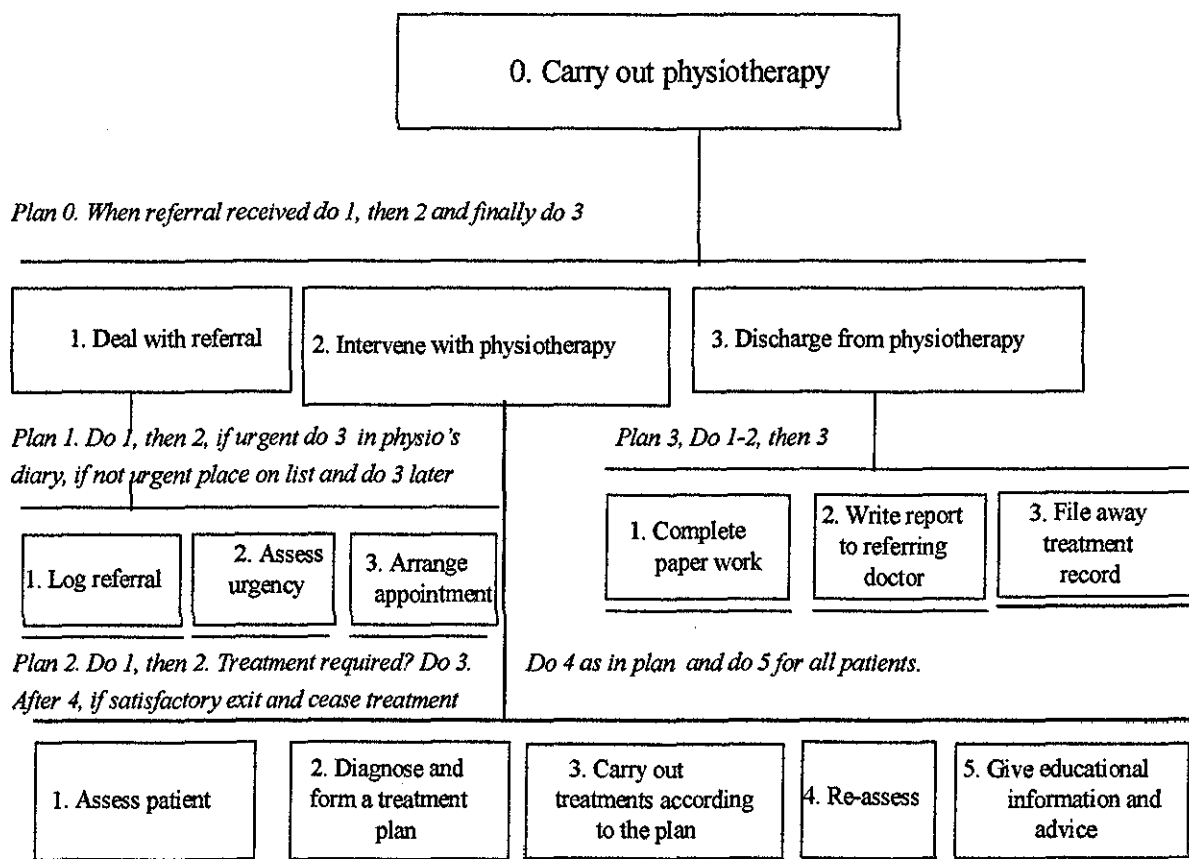 0. Carry out physiotherapy
Plan 0. When referral received do 1, then 2 and finally do 3
1. Deal with referral
2. Intervene with physiotherapy
3. Discharge from physiotherapy
Plan 1. Do 1, then 2, if urgent do 3 in physio's
diary, if not urgent place on list and do 3 later
Plan 3, Do 1-2, then 3
1. Log referral
2. Assess
urgency
3. Arrange
appointment
1. Complete
paper work
2. Write report
to referring
doctor
3. File away
treatment
record
Plan 2. Do 1, then 2. Treatment required? Do 3.
After 4, if satisfactory exit and cease treatment
Do 4 as in plan and do 5 for all patients.
1. Assess patient
2. Diagnose and
form a treatment
plan
3. Carry out
treatments according
to the plan
4. Re-assess
5. Give educational
information and
advice